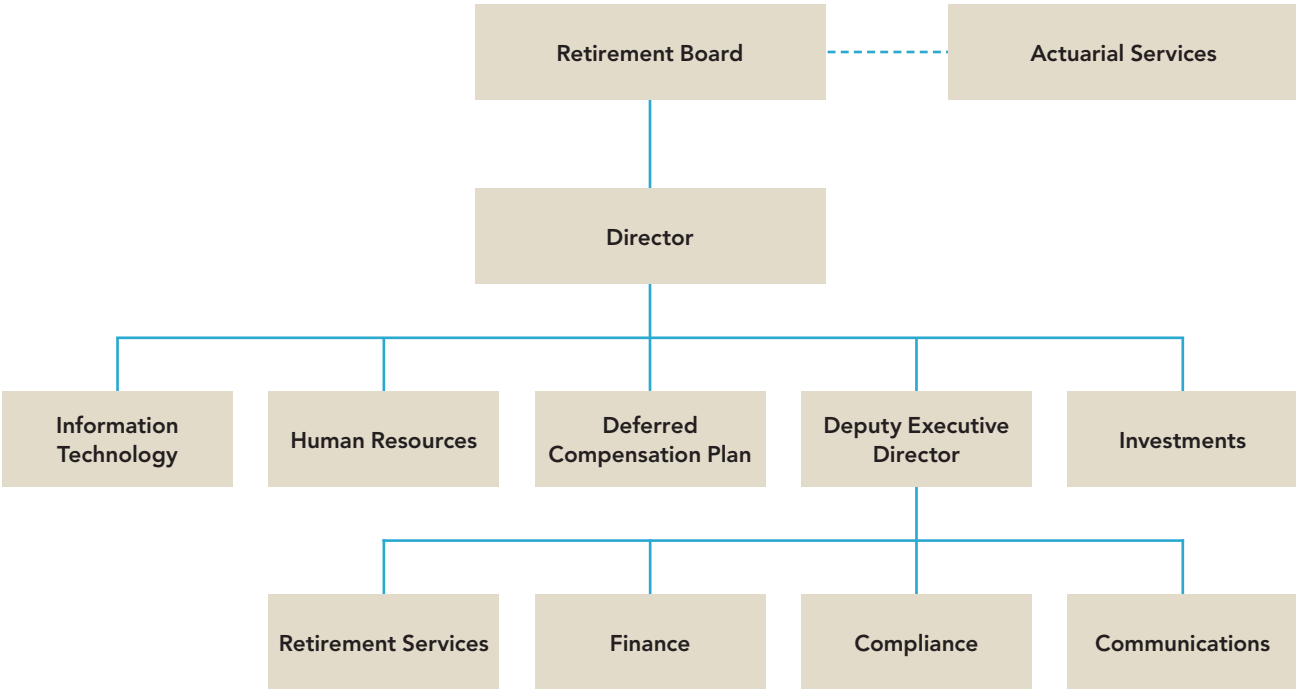 Retirement Board
Actuarial Services
Director
Information
Technology
Human Resources
Deferred
Compensation Plan
Deputy Executive
Director
Investments
Retirement Services
Finance
Compliance
Communications